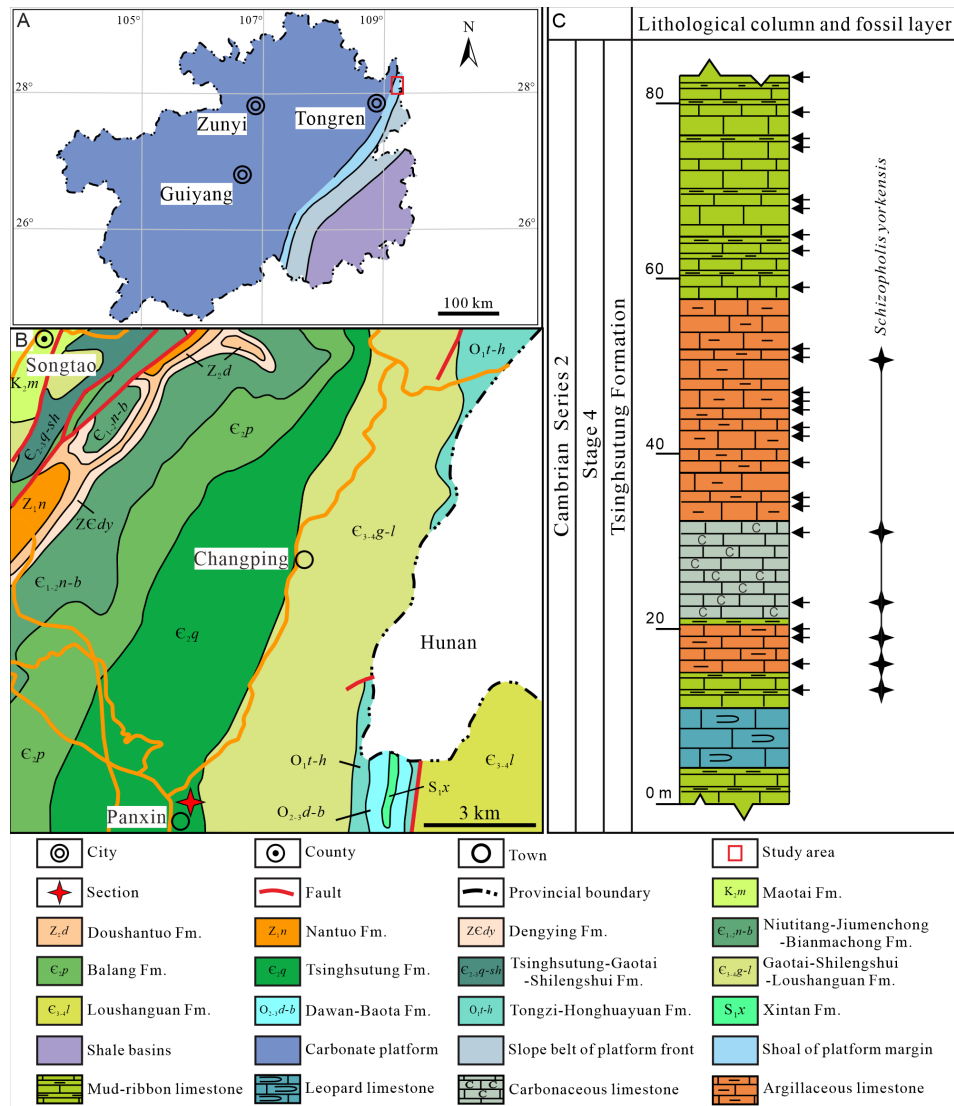 A
105°
107°
109°
N
28°
28°
Zunyi
Tongren
Guiyang
26°
26°
100 km
B
Songtao
K₂m
Z₂d
Є₂₋₃q-sh
Є₁₋₂n-b
Є₂p
Z₁n
ZЄdy
Є₃₋₄g-l
O₁t-h
Changping
Є₁₋₂n-b
Є₂q
Hunan
Є₂p
O₁t-h
S₁x
Є₃₋₄l
O₂₋₃d-b
Panxin
3 km
C
Lithological column and fossil layer
Cambrian Series 2
Stage 4
Tsinghsutung Formation
80
60
40
20
0 m
Schizopholis yorkensis
City
County
Town
Study area
Section
Fault
Provincial boundary
K₂m Maotai Fm.
Z₂d Doushantuo Fm.
Z₁n Nantuo Fm.
ZЄdy Dengying Fm.
Є₁₋₂n-b Niutitang-Jiumenchong
-Bianmachong Fm.
Є₂p Balang Fm.
Є₂q Tsinghsutung Fm.
Є₂₋₃q-sh Tsinghsutung-Gaotai
-Shilengshui Fm.
Є₃₋₄g-l Gaotai-Shilengshui
-Loushanguan Fm.
Є₃₋₄l Loushanguan Fm.
O₂₋₃d-b Dawan-Baota Fm.
O₁t-h Tongzi-Honghuayuan Fm.
S₁x Xintan Fm.
Shale basins
Carbonate platform
Slope belt of platform front
Shoal of platform margin
Mud-ribbon limestone
Leopard limestone
C C C C C Carbonaceous limestone
Argillaceous limestone